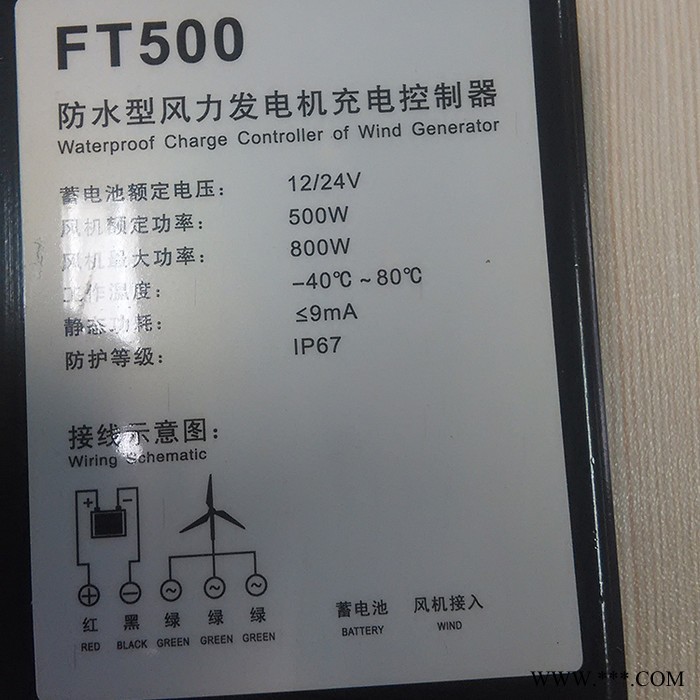 FT500
防水型风力发电机充电控制器
Waterproof Charge Controller of Wind Generator
蓄电池额定电压： 12/24V
风机额定功率： 500W
风机最大功率： 800W
工作温度： -40℃～80℃
静态功耗： ≤9mA
防护等级： IP67
接线示意图：
Wiring Schematic
+ −
+ − ~ ~ ~
红 黑 绿 绿 绿 蓄电池 风机接入
RED BLACK GREEN GREEN GREEN BATTERY WIND
WWW.***.COM